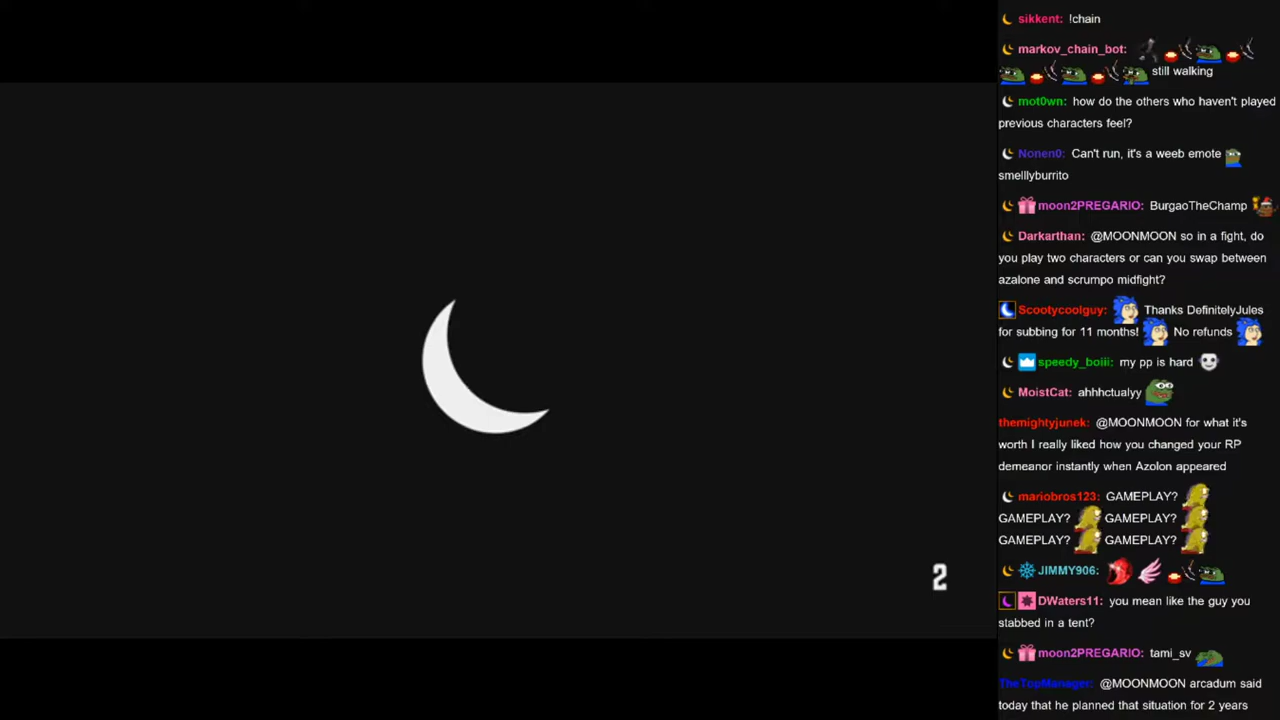 sikkent: !chain
markov_chain_bot:
still walking
mot0wn: how do the others who haven't played
previous characters feel?
Nonen0: Can't run, it's a weeb emote
smelllyburrito
moon2PREGARIO: BurgaoTheChamp
Darkarthan: @MOONMOON so in a fight, do
you play two characters or can you swap between
azalone and scrumpo midfight?
Scootycoolguy: Thanks DefinitelyJules
for subbing for 11 months! No refunds
speedy_boiii: my pp is hard
MoistCat: ahhhctualyy
themightyjunek: @MOONMOON for what it's
worth I really liked how you changed your RP
demeanor instantly when Azolon appeared
mariobros123: GAMEPLAY?
GAMEPLAY? GAMEPLAY?
GAMEPLAY? GAMEPLAY?
JIMMY906:
2
DWaters11: you mean like the guy you
stabbed in a tent?
moon2PREGARIO: tami_sv
TheTopManager: @MOONMOON arcadum said
today that he planned that situation for 2 years